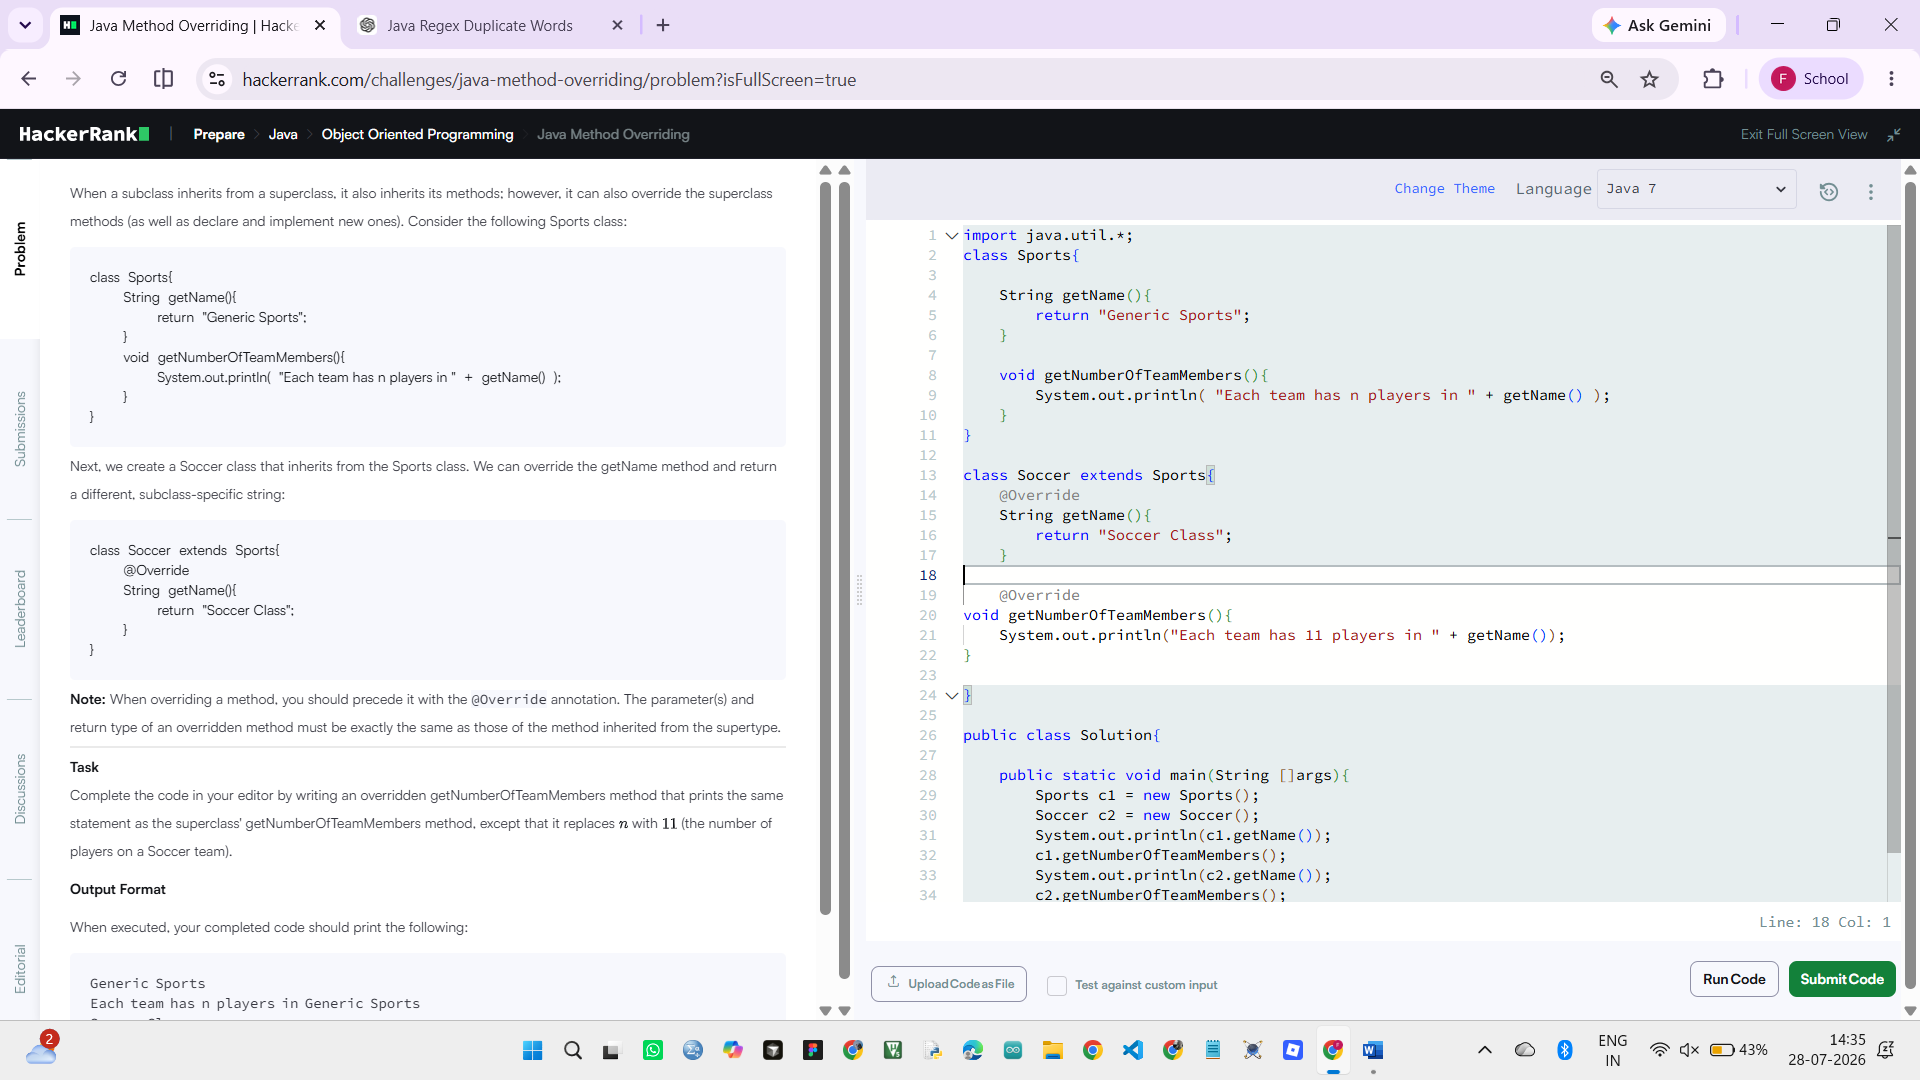 Java Method Overriding | Hacke
Java Regex Duplicate Words
Ask Gemini
hackerrank.com/challenges/java-method-overriding/problem?isFullScreen=true
F School
HackerRank
Prepare
Java
Object Oriented Programming
Java Method Overriding
Exit Full Screen View
Problem
Submissions
Leaderboard
Discussions
Editorial
When a subclass inherits from a superclass, it also inherits its methods; however, it can also override the superclass
methods (as well as declare and implement new ones). Consider the following Sports class:
class Sports{
String getName(){
return "Generic Sports";
}
void getNumberOfTeamMembers(){
System.out.println( "Each team has n players in " + getName() );
}
}
Next, we create a Soccer class that inherits from the Sports class. We can override the getName method and return
a different, subclass-specific string:
class Soccer extends Sports{
@Override
String getName(){
return "Soccer Class";
}
}
Note: When overriding a method, you should precede it with the @Override annotation. The parameter(s) and
return type of an overridden method must be exactly the same as those of the method inherited from the supertype.
Task
Complete the code in your editor by writing an overridden getNumberOfTeamMembers method that prints the same
statement as the superclass' getNumberOfTeamMembers method, except that it replaces n with 11 (the number of
players on a Soccer team).
Output Format
When executed, your completed code should print the following:
Generic Sports
Each team has n players in Generic Sports
Change Theme
Language
Java 7
1 import java.util.*;
2 class Sports{
3
4 String getName(){
5 return "Generic Sports";
6 }
7
8 void getNumberOfTeamMembers(){
9 System.out.println( "Each team has n players in " + getName() );
10 }
11 }
12
13 class Soccer extends Sports{
14 @Override
15 String getName(){
16 return "Soccer Class";
17 }
18
19 @Override
20 void getNumberOfTeamMembers(){
21 System.out.println("Each team has 11 players in " + getName());
22 }
23
24 }
25
26 public class Solution{
27
28 public static void main(String []args){
29 Sports c1 = new Sports();
30 Soccer c2 = new Soccer();
31 System.out.println(c1.getName());
32 c1.getNumberOfTeamMembers();
33 System.out.println(c2.getName());
34 c2.getNumberOfTeamMembers();
Line: 18 Col: 1
Upload Code as File
Test against custom input
Run Code
Submit Code
2
ENG
IN
43%
14:35
28-07-2026